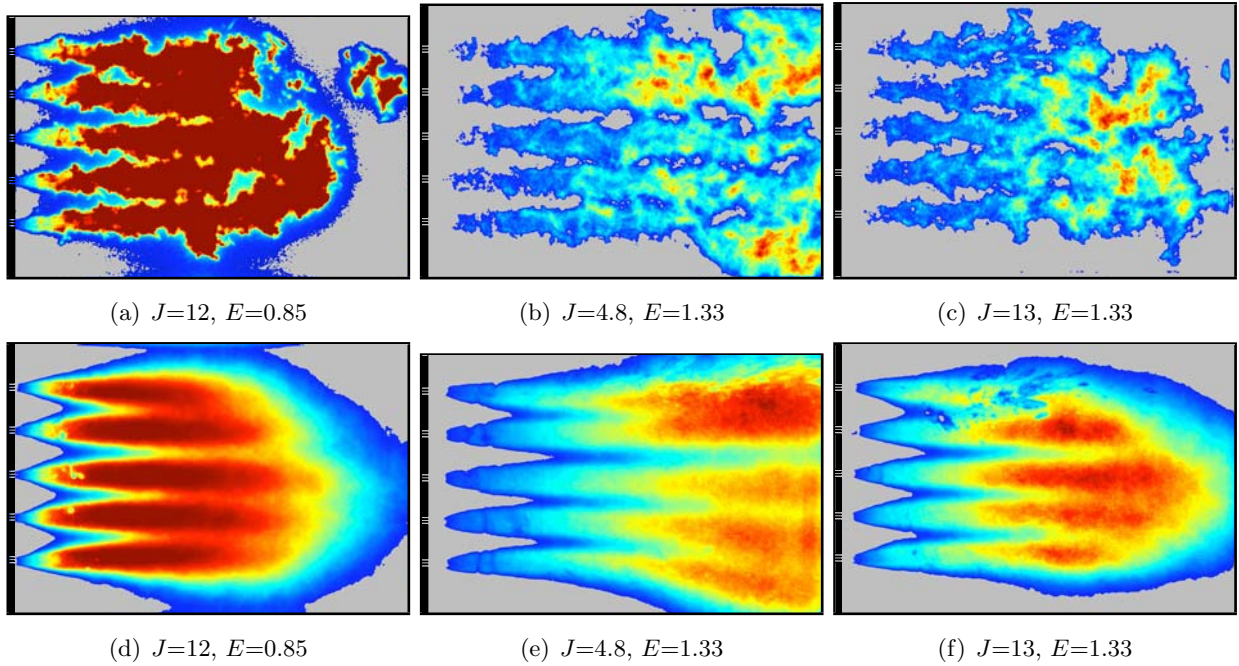 (a) J=12, E=0.85
(b) J=4.8, E=1.33
(c) J=13, E=1.33
(d) J=12, E=0.85
(e) J=4.8, E=1.33
(f) J=13, E=1.33